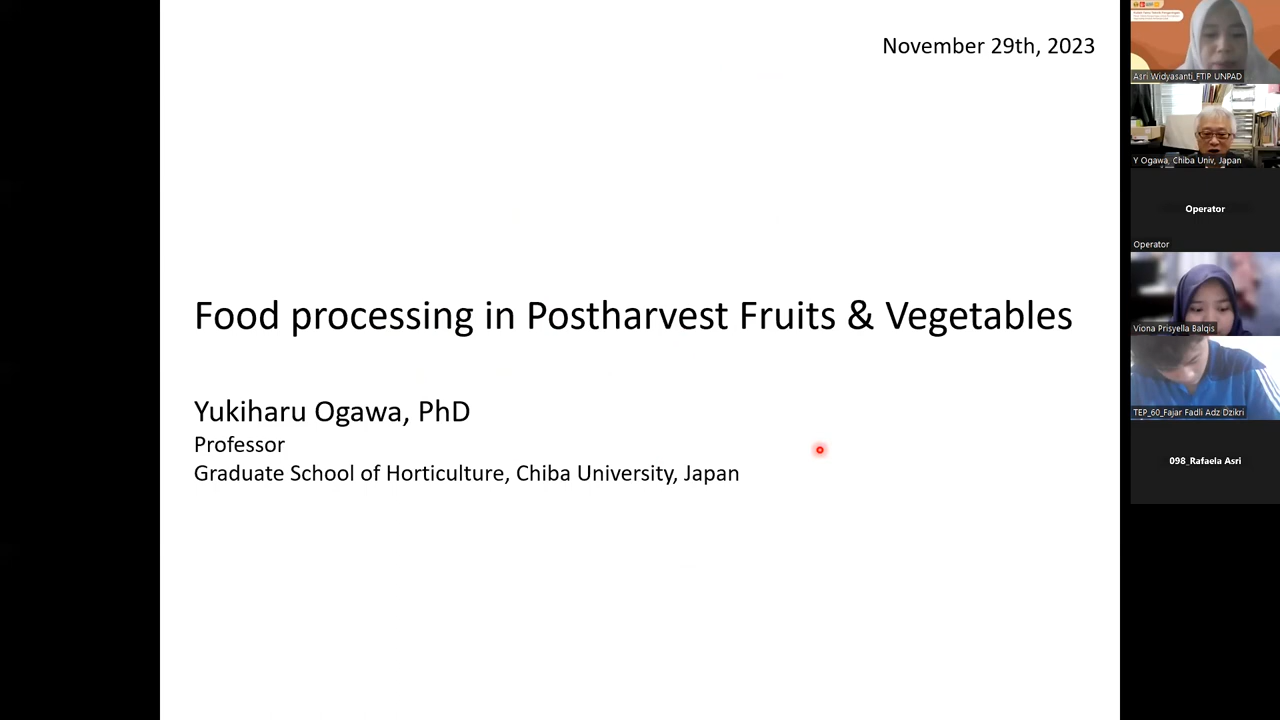 November 29th, 2023
Food processing in Postharvest Fruits & Vegetables
Yukiharu Ogawa, PhD
Professor
Graduate School of Horticulture, Chiba University, Japan
Asri Widyasanti_FTIP UNPAD
Y Ogawa, Chiba Univ, Japan
Operator
Operator
Viona Prisyella Balqis
TEP_60_Fajar Fadli Adz Dzikri
098_Rafaela Asri